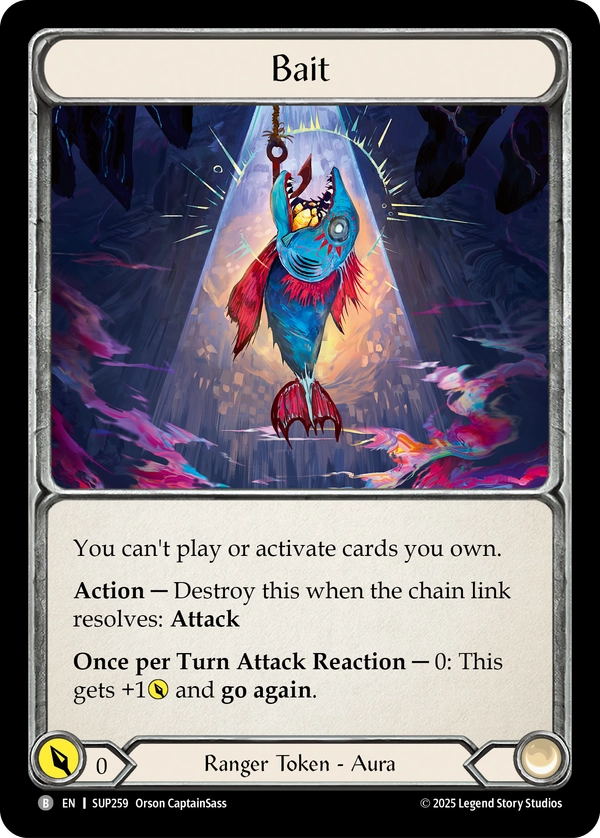 Bait
You can't play or activate cards you own.
Action — Destroy this when the chain link
resolves: Attack
Once per Turn Attack Reaction — 0: This
gets +1 and go again.
0
Ranger Token - Aura
B EN | SUP259 Orson CaptainSass
© 2025 Legend Story Studios